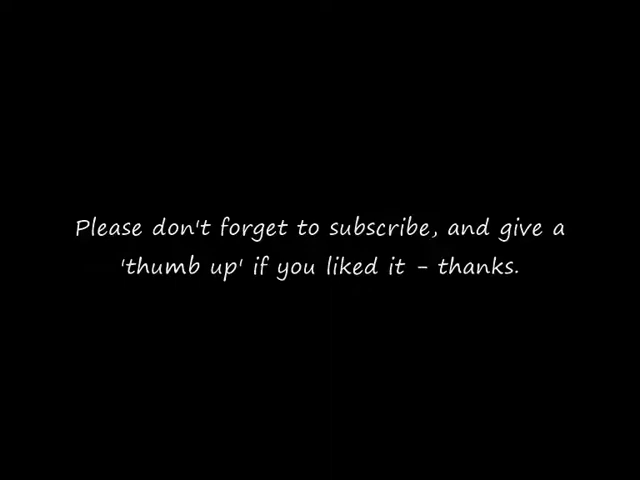 Please don't forget to subscribe, and give a
'thumb up' if you liked it - thanks.